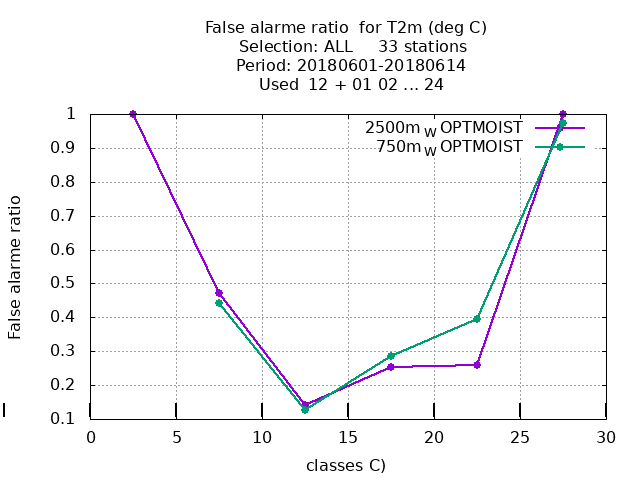 False alarme ratio  for T2m (deg C)
Selection: ALL     33 stations
Period: 20180601-20180614
Used  12 + 01 02 ... 24
2500m_W OPTMOIST
750m_W OPTMOIST
1
0.9
0.8
0.7
0.6
0.5
0.4
0.3
0.2
0.1
False alarme ratio
0 5 10 15 20 25 30
classes C)